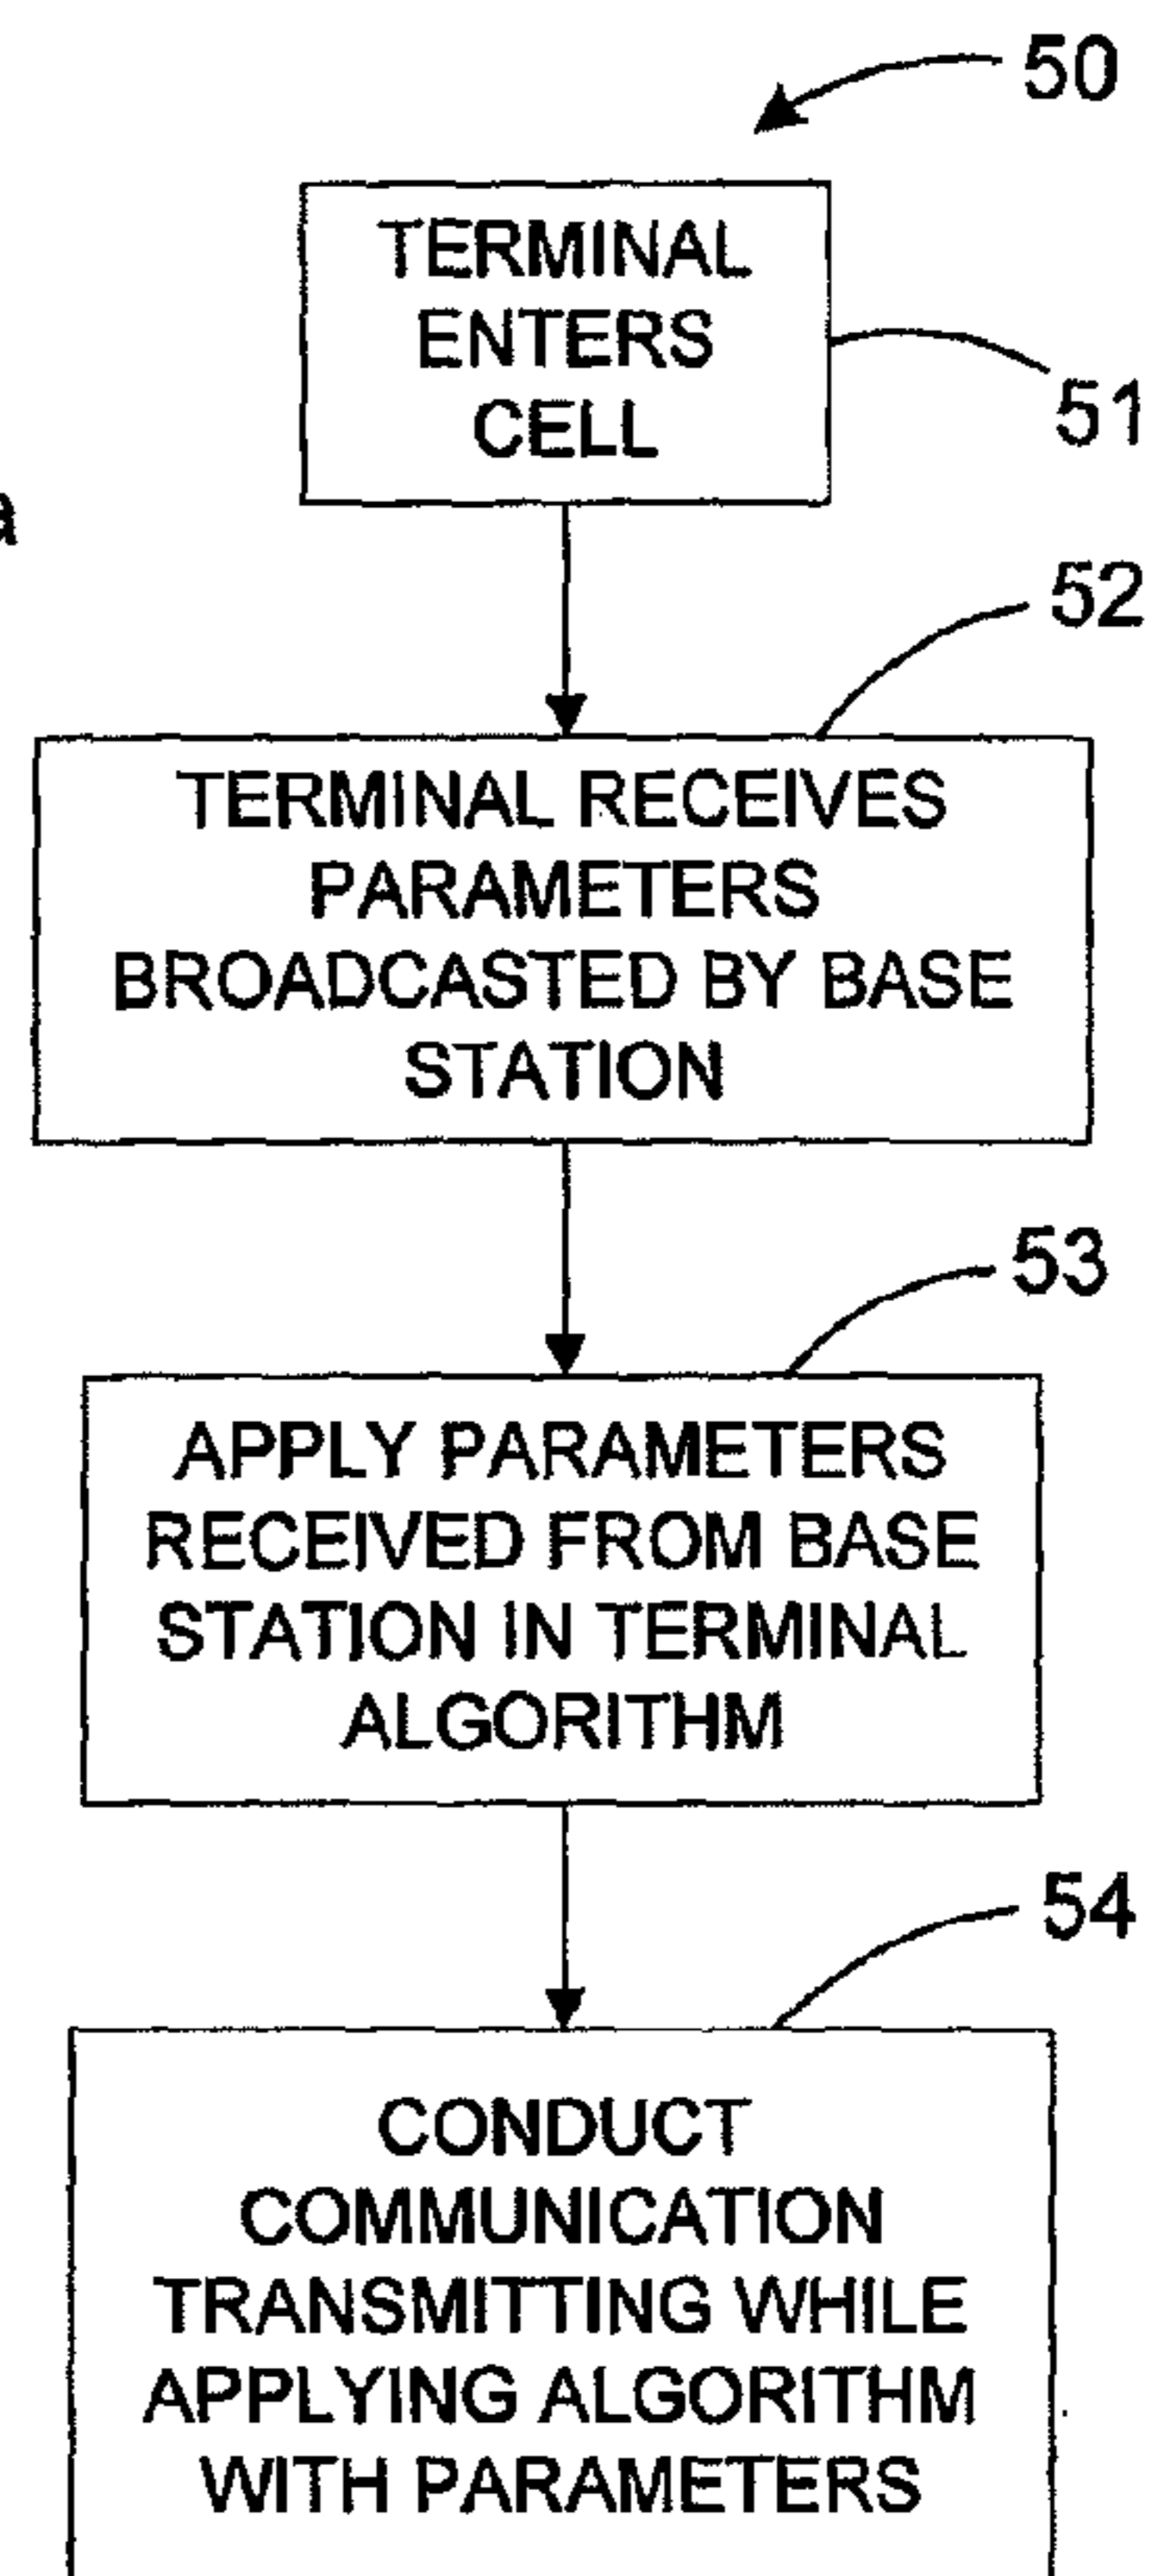 50
TERMINAL
ENTERS
CELL
51
a
52
TERMINAL RECEIVES
PARAMETERS
BROADCASTED BY BASE
STATION
53
APPLY PARAMETERS
RECEIVED FROM BASE
STATION IN TERMINAL
ALGORITHM
54
CONDUCT
COMMUNICATION
TRANSMITTING WHILE
APPLYING ALGORITHM
WITH PARAMETERS